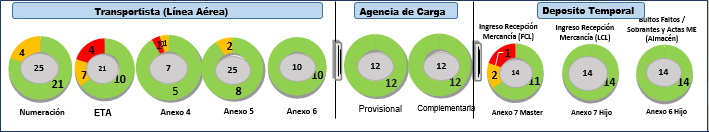 Transportista (Línea Aérea)
Agencia de Carga
Deposito Temporal
Ingreso Recepción
Mercancía (FCL)
Ingreso Recepción
Mercancía (LCL)
Bultos Faltos /
Sobrantes y Actas ME
(Almacén)
4
25
21
Numeración
4
7
21
10
ETA
1
1
7
5
Anexo 4
2
25
8
Anexo 5
10
10
Anexo 6
12
12
Provisional
12
12
Complementaria
1
2
14
11
Anexo 7 Master
14
14
Anexo 7 Hijo
14
14
Anexo 6 Hijo